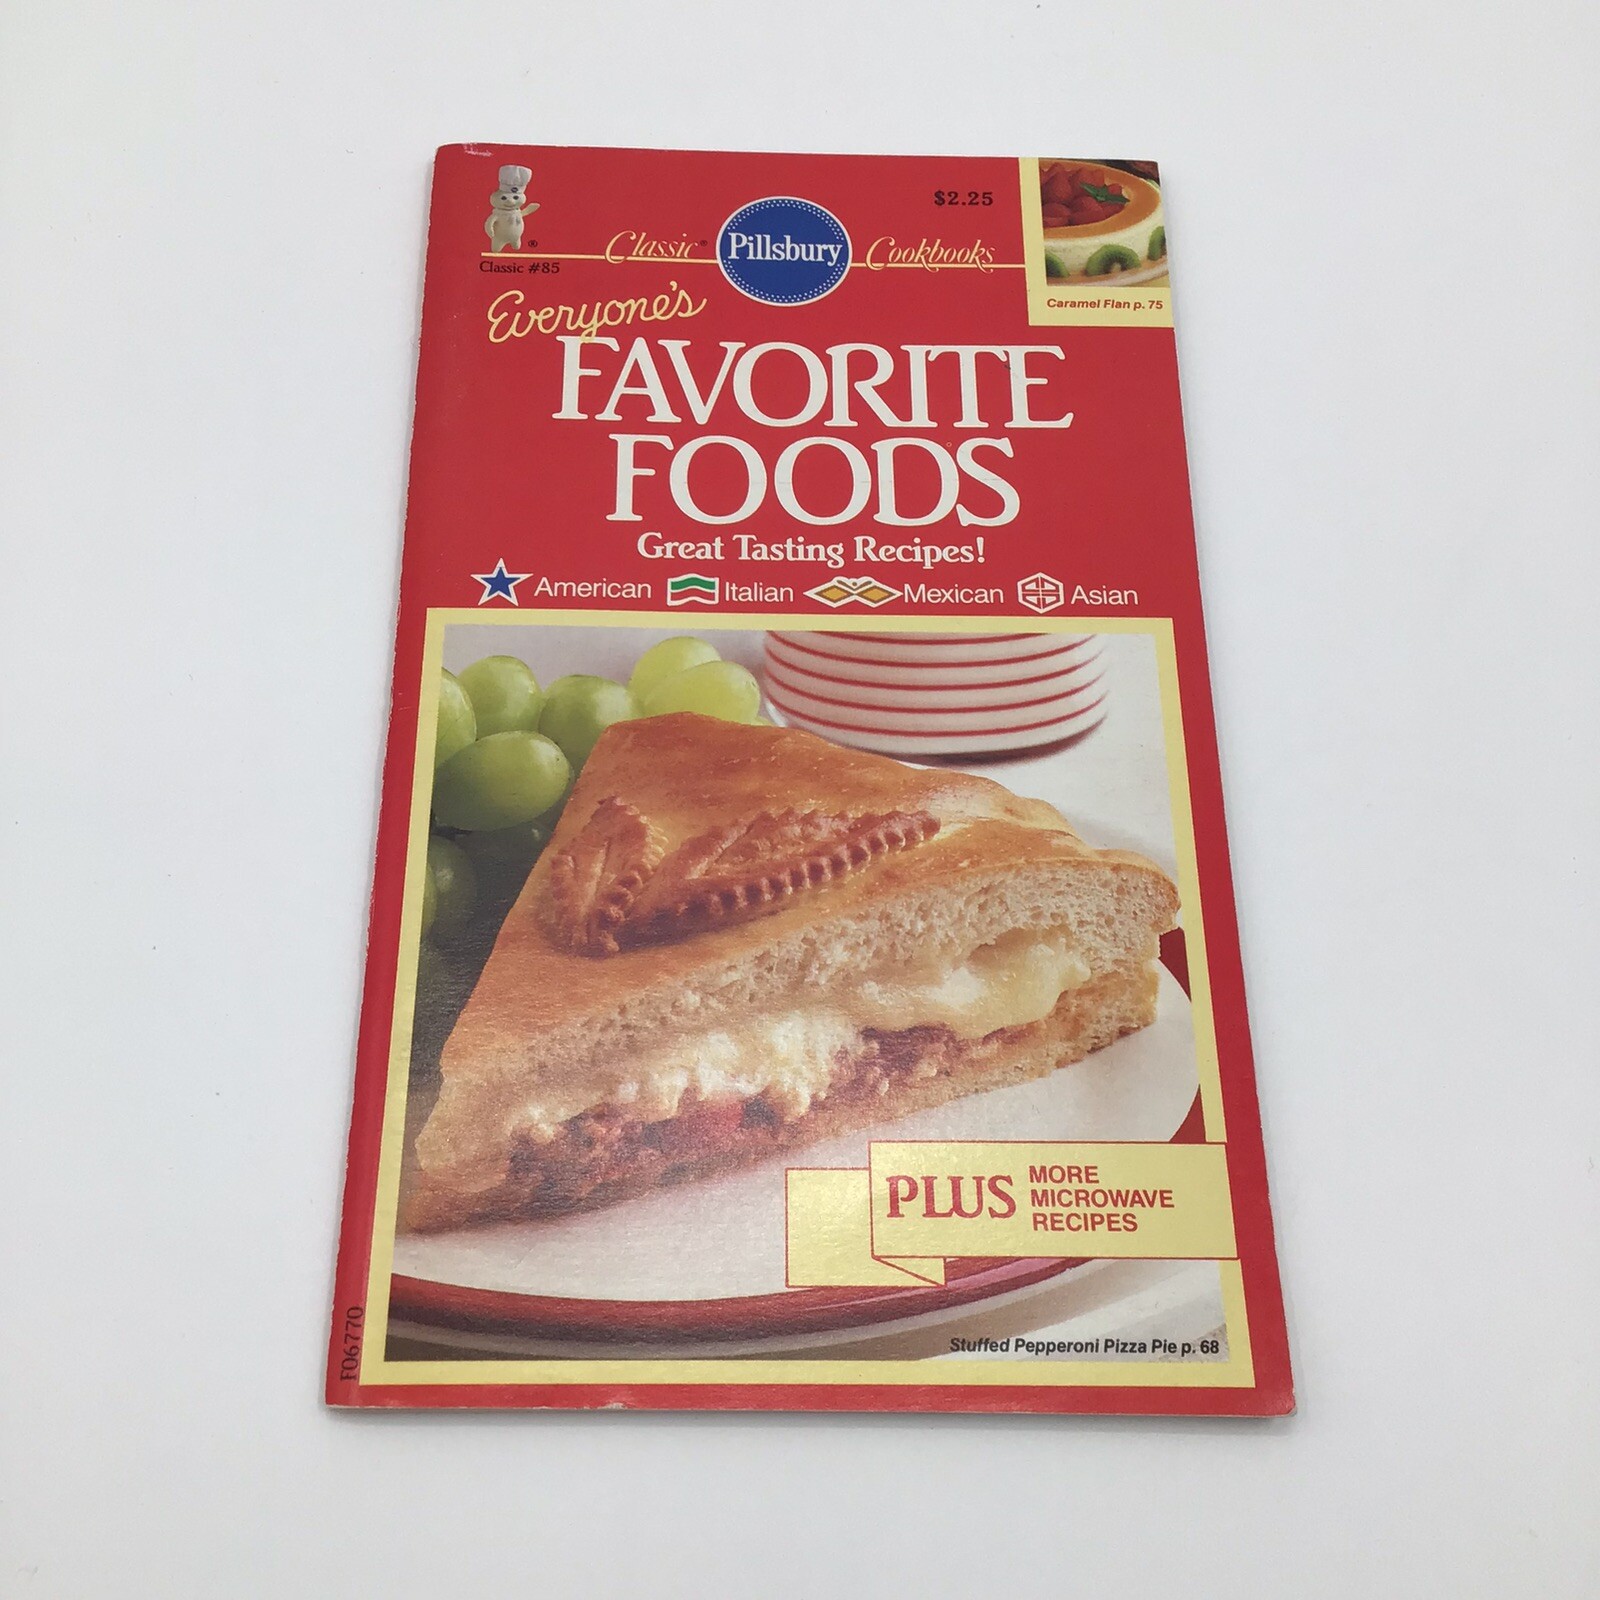 $2.25
Classic® Pillsbury Cookbooks
®
Classic #85
Caramel Flan p. 75
Everyone's
FAVORITE
FOODS
Great Tasting Recipes!
American Italian Mexican Asian
PLUS MORE
MICROWAVE
RECIPES
Stuffed Pepperoni Pizza Pie p. 68
F06770